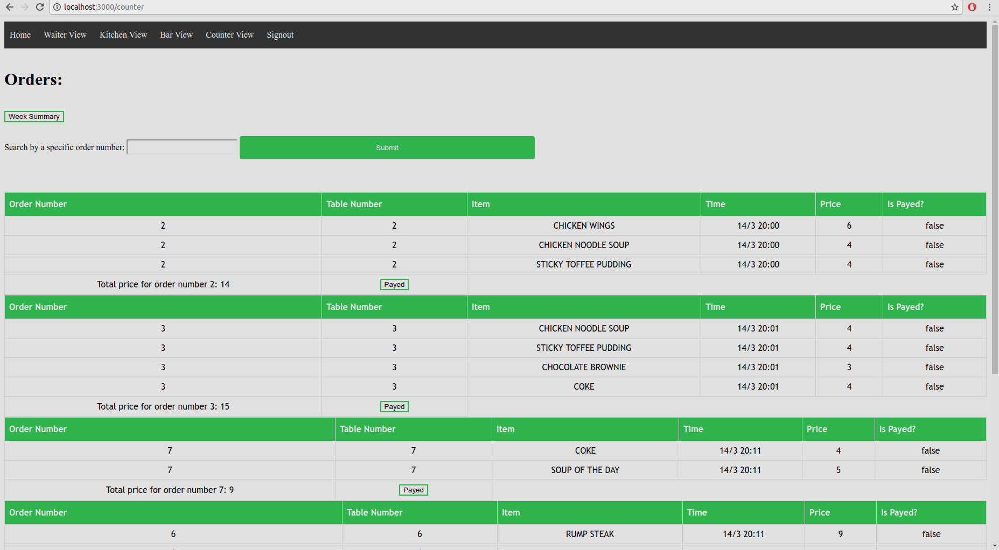 localhost:3000/counter
Home Waiter View Kitchen View Bar View Counter View Signout
Orders:
Week Summary
Search by a specific order number: Submit
Order Number Table Number Item Time Price Is Payed?
2 2 CHICKEN WINGS 14/3 20:00 6 false
2 2 CHICKEN NOODLE SOUP 14/3 20:00 4 false
2 2 STICKY TOFFEE PUDDING 14/3 20:00 4 false
Total price for order number 2: 14 Payed
Order Number Table Number Item Time Price Is Payed?
3 3 CHICKEN NOODLE SOUP 14/3 20:01 4 false
3 3 STICKY TOFFEE PUDDING 14/3 20:01 4 false
3 3 CHOCOLATE BROWNIE 14/3 20:01 3 false
3 3 COKE 14/3 20:01 4 false
Total price for order number 3: 15 Payed
Order Number Table Number Item Time Price Is Payed?
7 7 COKE 14/3 20:11 4 false
7 7 SOUP OF THE DAY 14/3 20:11 5 false
Total price for order number 7: 9 Payed
Order Number Table Number Item Time Price Is Payed?
6 6 RUMP STEAK 14/3 20:11 9 false